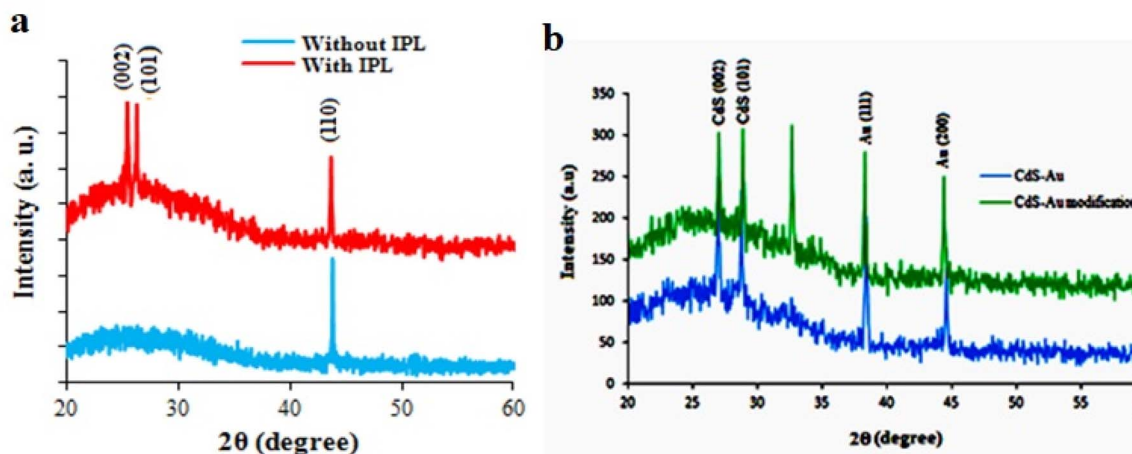 a
Without IPL
With IPL
(002)
(101)
(110)
Intensity (a. u.)
20
30
40
50
60
2θ (degree)
b
350
300
250
200
150
100
50
0
Intensity (a.u)
CdS (002)
CdS (101)
Au (111)
Au (200)
CdS-Au
CdS-Au modification
20
25
30
35
40
45
50
55
2θ (degree)